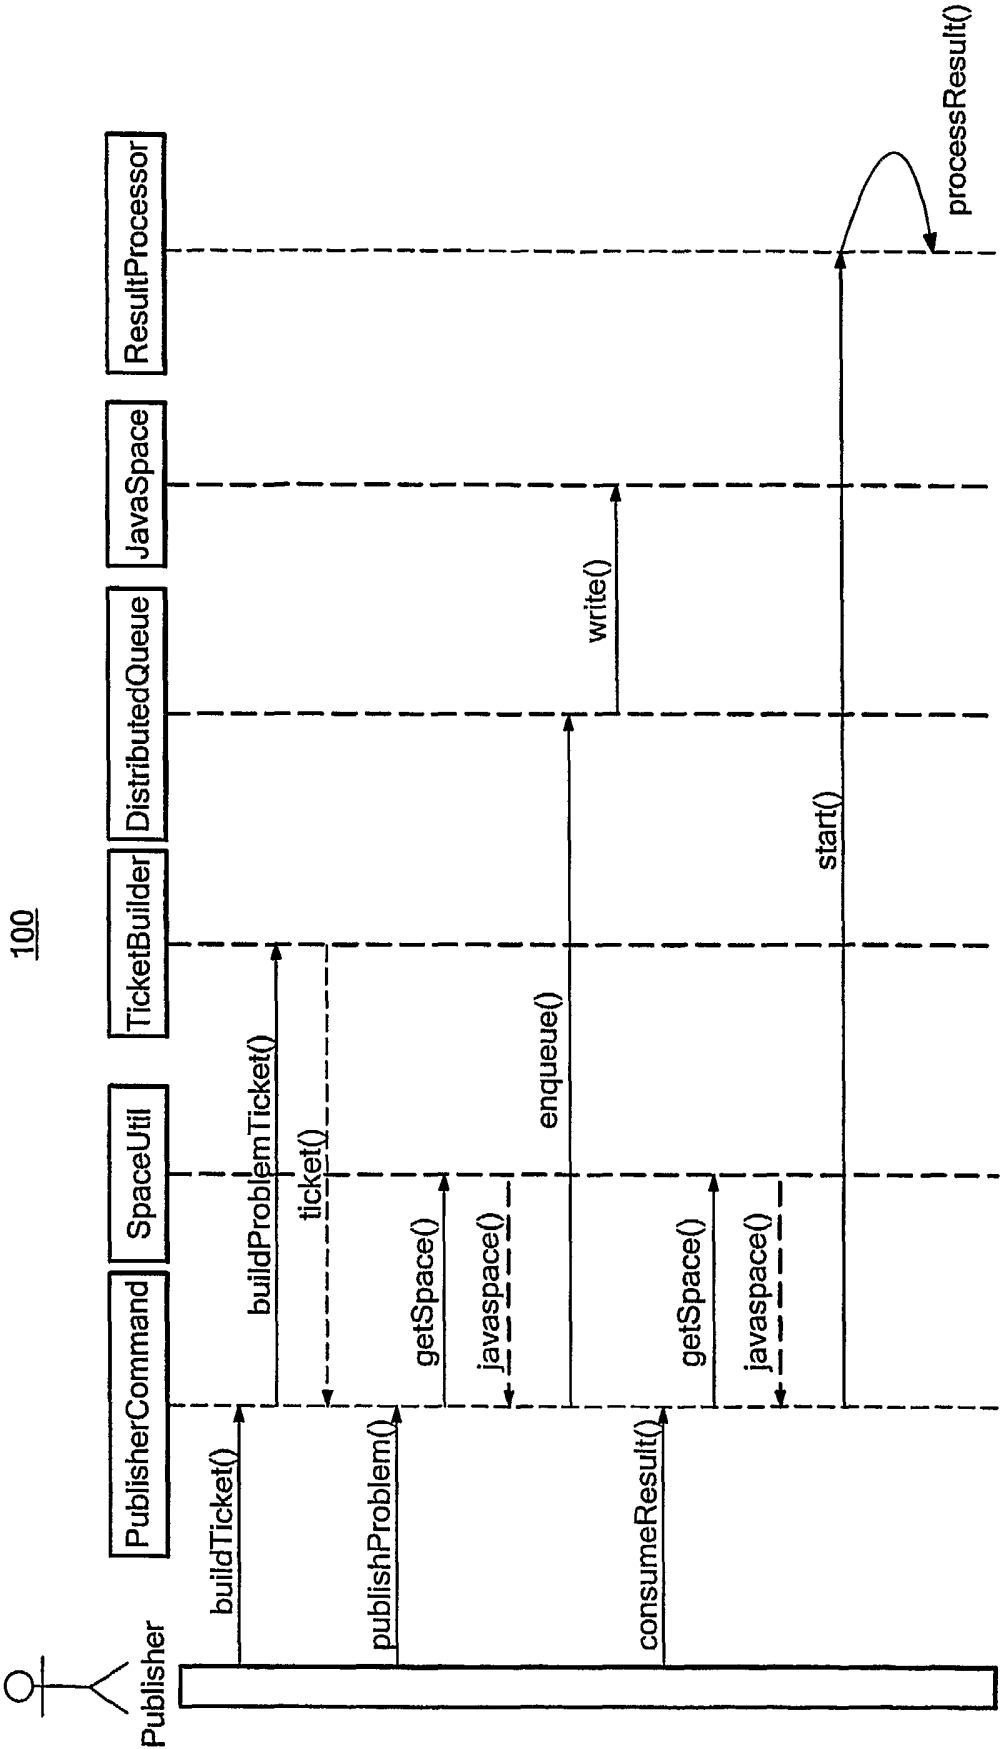 100
Publisher
PublisherCommand
SpaceUtil
TicketBuilder
DistributedQueue
JavaSpace
ResultProcessor
buildTicket()
buildProblemTicket()
ticket()
publishProblem()
getSpace()
javaspace()
enqueue()
write()
consumeResult()
getSpace()
javaspace()
start()
processResult()